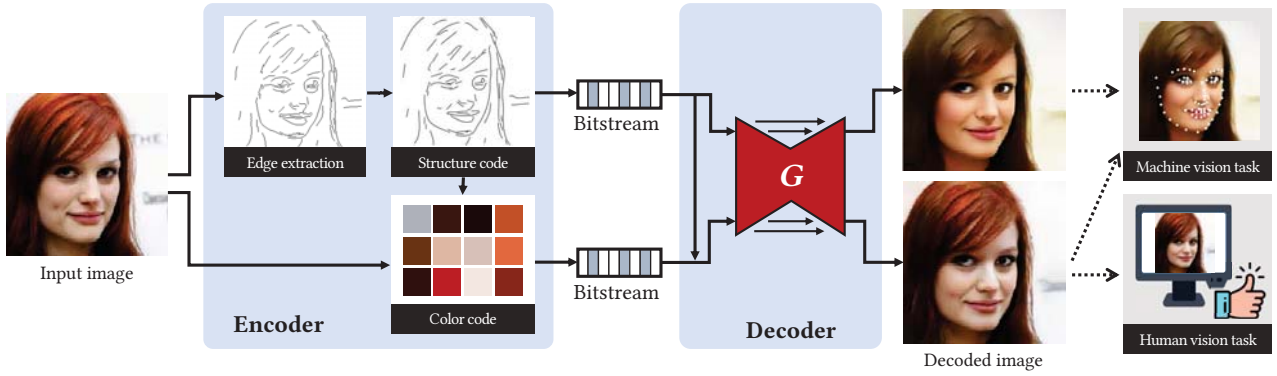 Input image
Encoder
Edge extraction
Structure code
Color code
Bitstream
Bitstream
Decoder
G
Decoded image
Machine vision task
Human vision task
THE